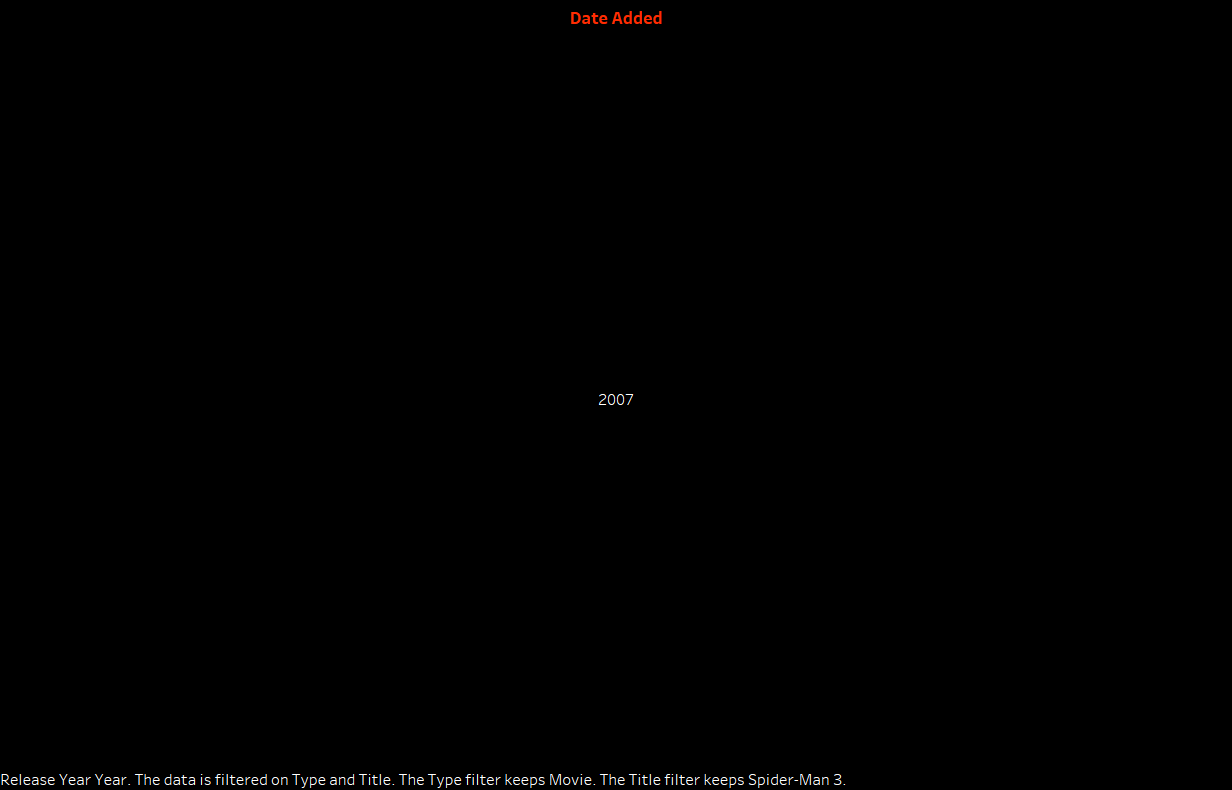 Date Added
2007
Release Year Year. The data is filtered on Type and Title. The Type filter keeps Movie. The Title filter keeps Spider-Man 3.